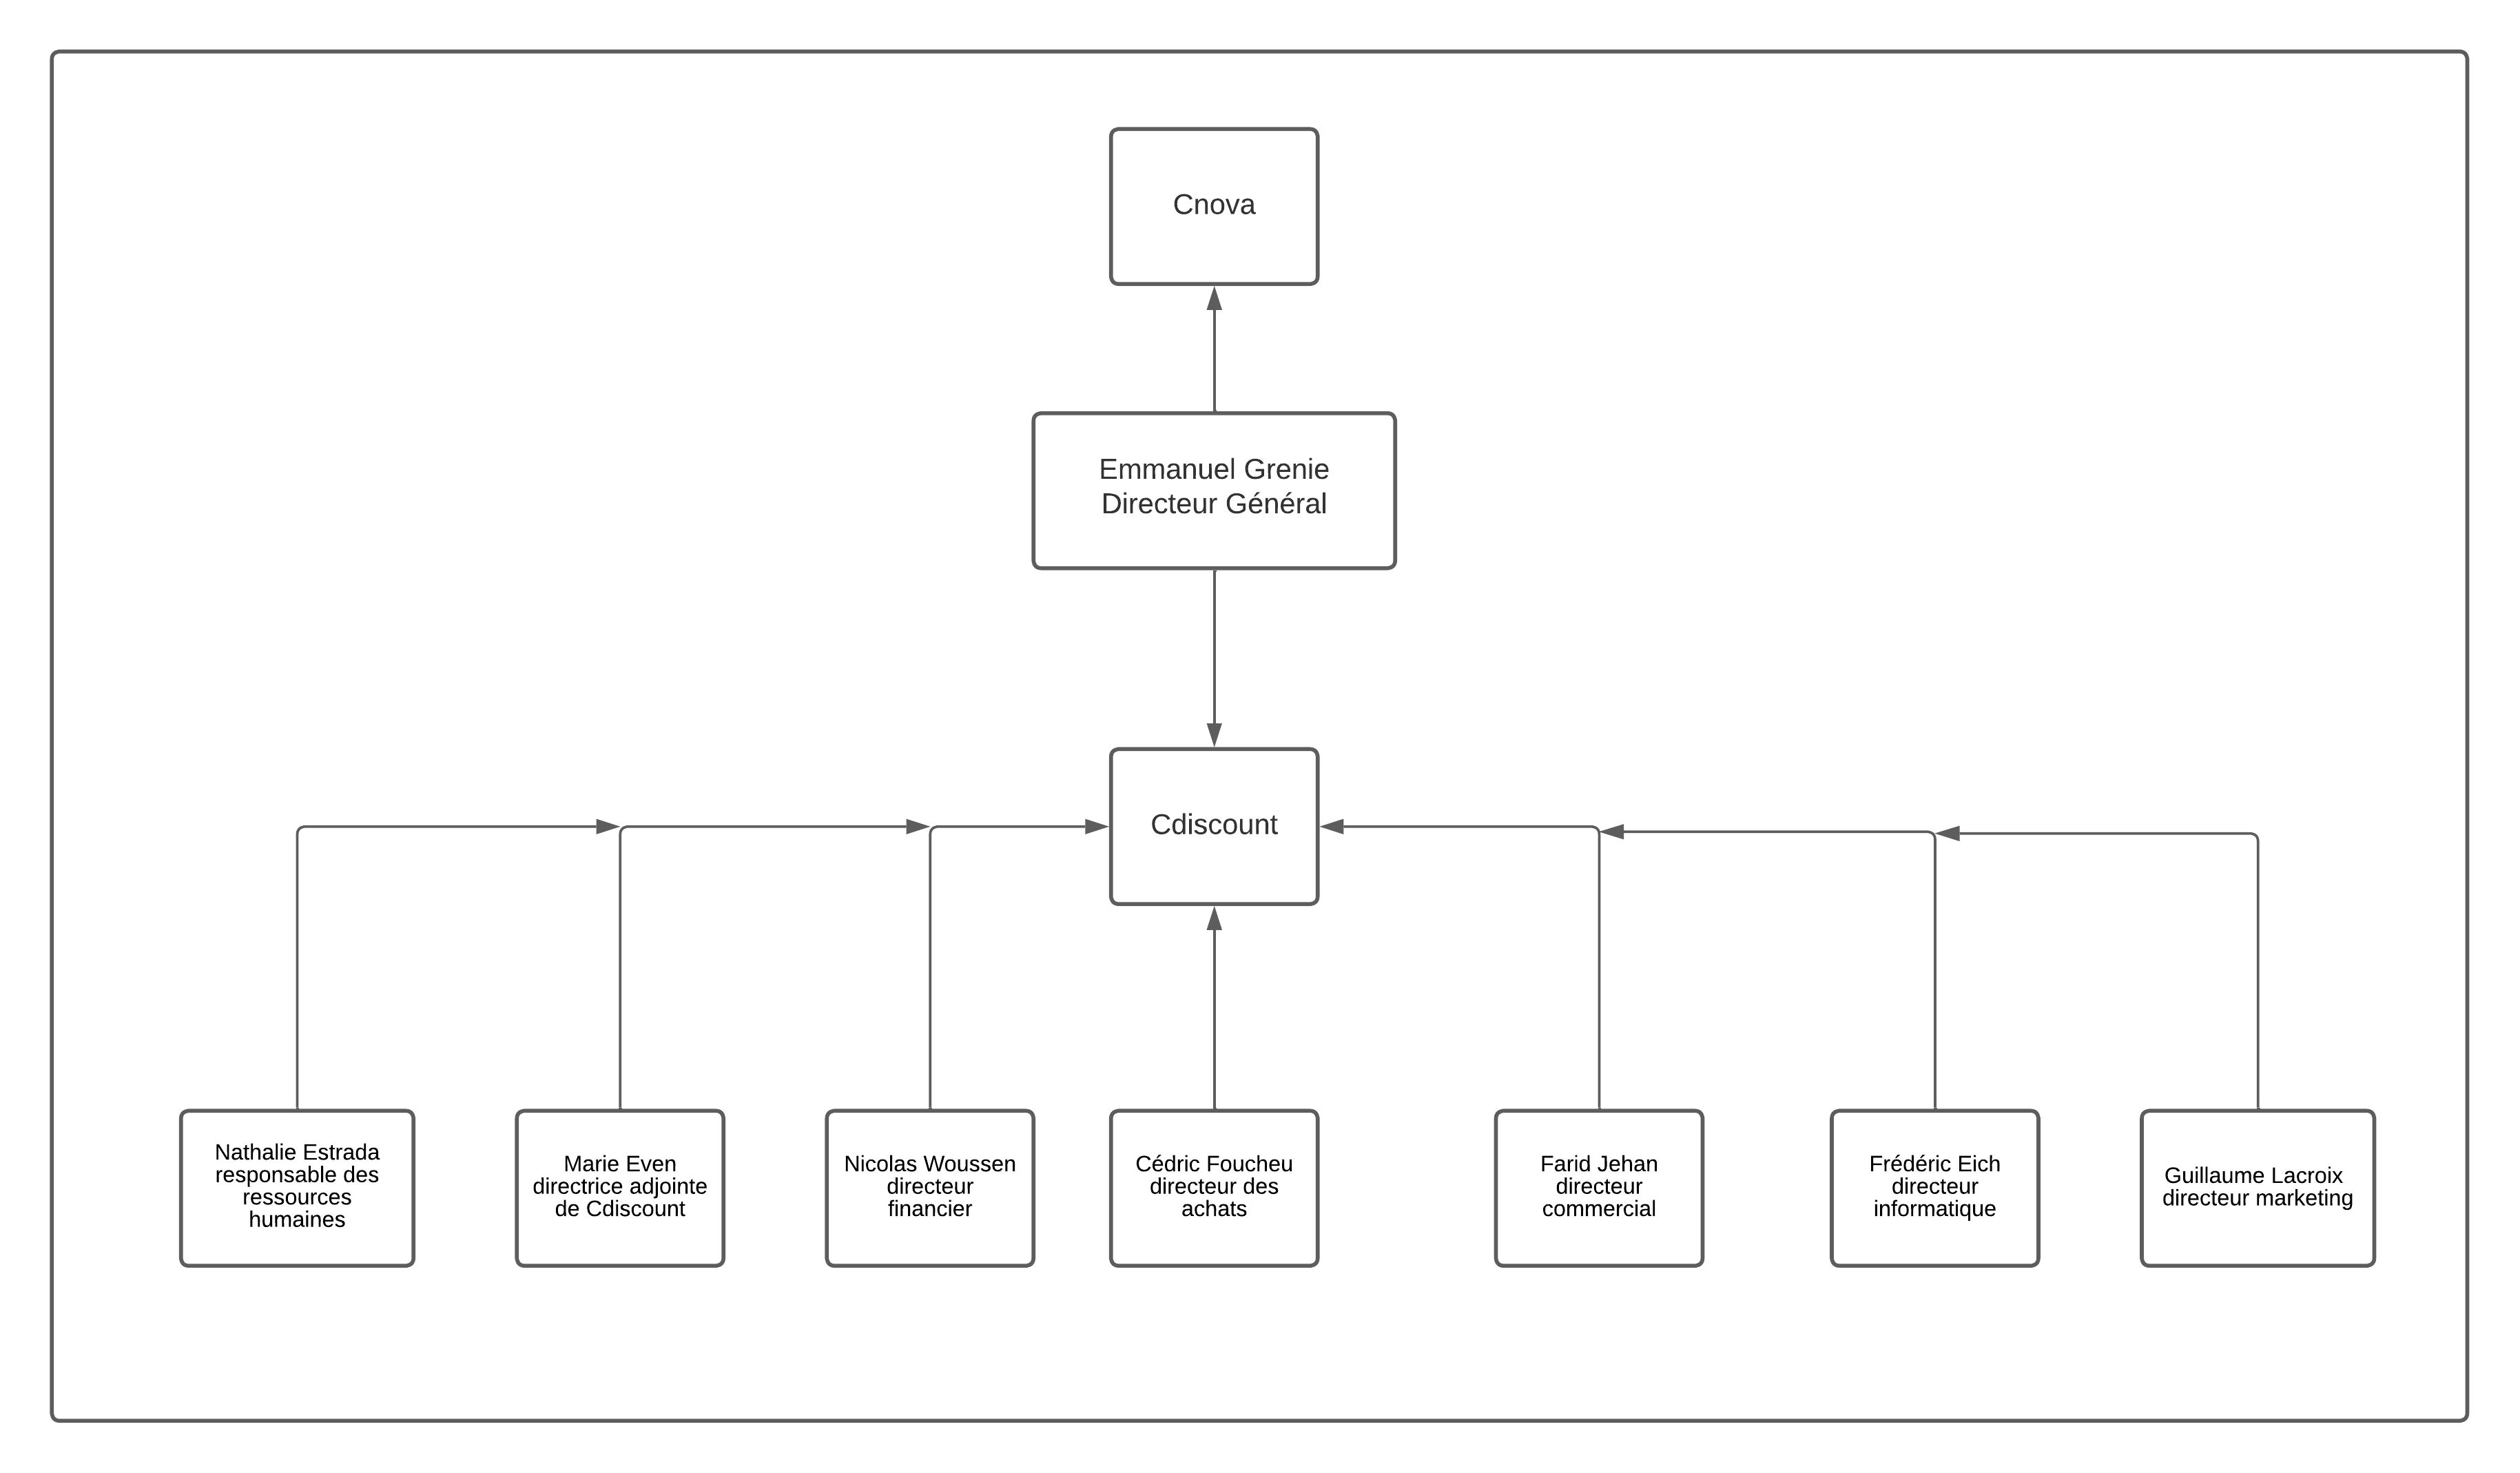 Cnova
Emmanuel Grenie
Directeur Général
Cdiscount
Nathalie Estrada
responsable des
ressources
humaines
Marie Even
directrice adjointe
de Cdiscount
Nicolas Woussen
directeur
financier
Cédric Foucheu
directeur des
achats
Farid Jehan
directeur
commercial
Frédéric Eich
directeur
informatique
Guillaume Lacroix
directeur marketing